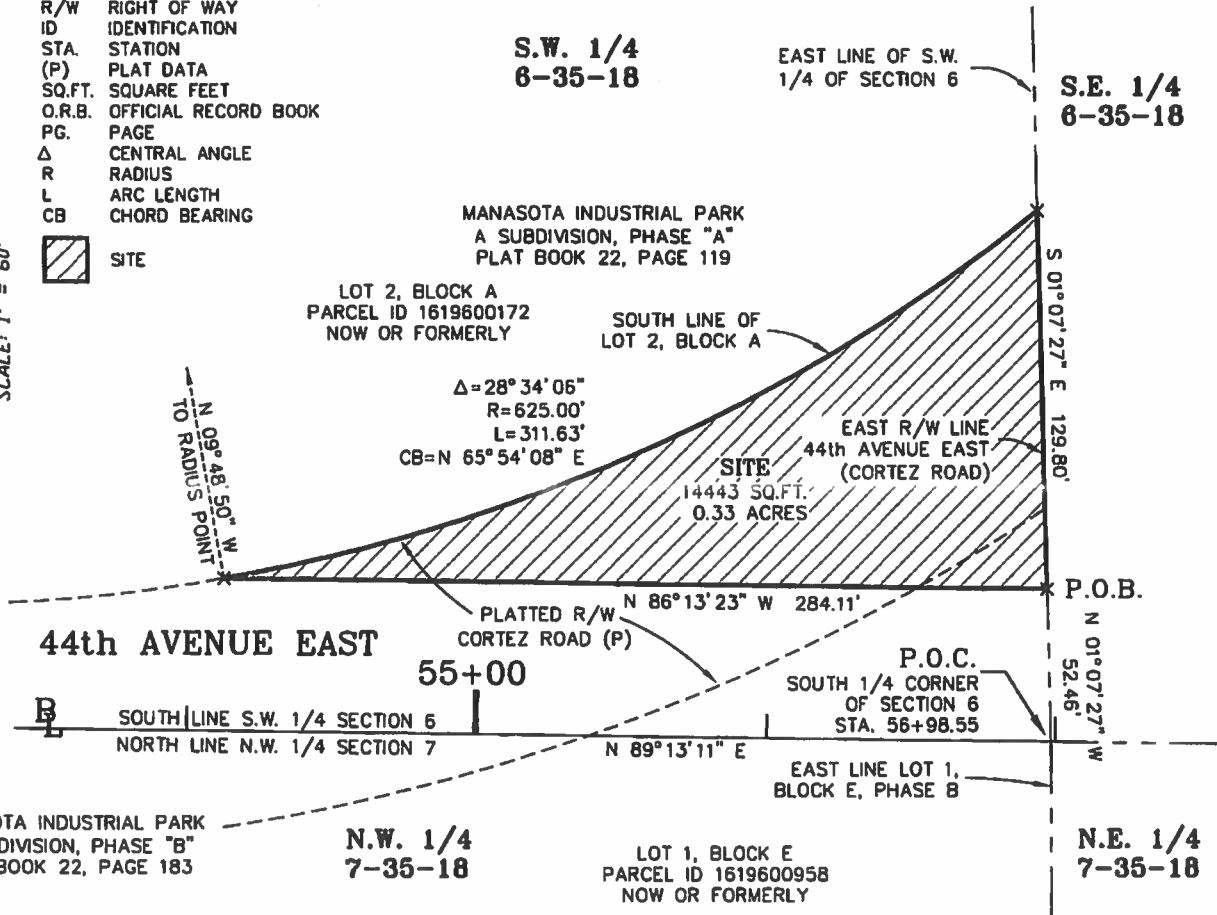 R/W RIGHT OF WAY
ID IDENTIFICATION
STA. STATION
(P) PLAT DATA
SQ.FT. SQUARE FEET
O.R.B. OFFICIAL RECORD BOOK
PG. PAGE
Δ CENTRAL ANGLE
R RADIUS
L ARC LENGTH
CB CHORD BEARING
SITE
SCALE: 1" = 60'
S.W. 1/4
6-35-18
EAST LINE OF S.W.
1/4 OF SECTION 6
S.E. 1/4
6-35-18
MANASOTA INDUSTRIAL PARK
A SUBDIVISION, PHASE "A"
PLAT BOOK 22, PAGE 119
LOT 2, BLOCK A
PARCEL ID 1619600172
NOW OR FORMERLY
SOUTH LINE OF
LOT 2, BLOCK A
Δ=28°34'06"
R=625.00'
L=311.63'
CB=N 65°54'08" E
N 09°48'50" W
TO RADIUS POINT
S 01°07'27" E 129.80'
EAST R/W LINE
44th AVENUE EAST
(CORTEZ ROAD)
SITE
14443 SQ.FT.
0.33 ACRES
N 86°13'23" W 284.11'
P.O.B.
PLATTED R/W
CORTEZ ROAD (P)
44th AVENUE EAST
55+00
P.O.C.
SOUTH 1/4 CORNER
OF SECTION 6
STA. 56+98.55
N 01°07'27" W
52.46'
BL
SOUTH LINE S.W. 1/4 SECTION 6
NORTH LINE N.W. 1/4 SECTION 7
N 89°13'11" E
EAST LINE LOT 1,
BLOCK E, PHASE B
OTA INDUSTRIAL PARK
DIVISION, PHASE "B"
BOOK 22, PAGE 183
N.W. 1/4
7-35-18
LOT 1, BLOCK E
PARCEL ID 1619600958
NOW OR FORMERLY
N.E. 1/4
7-35-18